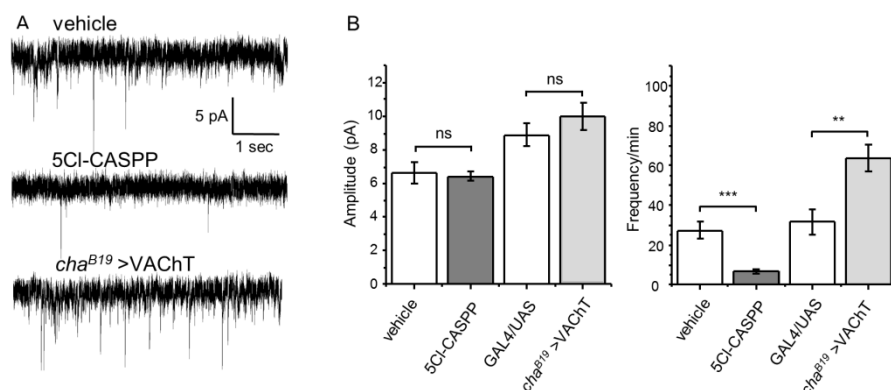 A
vehicle
5 pA
1 sec
5Cl-CASPP
chaᴮ¹⁹ >VAChT
B
Amplitude (pA)
12
10
8
6
4
2
0
ns
ns
vehicle
5Cl-CASPP
GAL4/UAS
chaᴮ¹⁹ >VAChT
Frequency/min
100
80
60
40
20
0
***
**
vehicle
5Cl-CASPP
GAL4/UAS
chaᴮ¹⁹ >VAChT